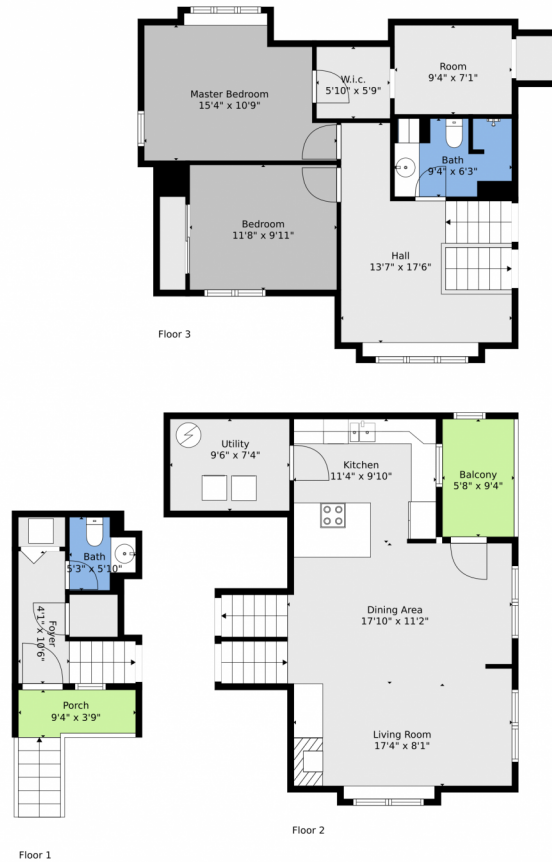 Master Bedroom
15'4" x 10'9"
W.i.c.
5'10" x 5'9"
Room
9'4" x 7'1"
Bath
9'4" x 6'3"
Bedroom
11'8" x 9'11"
Hall
13'7" x 17'6"
Floor 3
Utility
9'6" x 7'4"
Kitchen
11'4" x 9'10"
Balcony
5'8" x 9'4"
Bath
5'3" x 5'10"
Foyer
4'1" x 10'6"
Dining Area
17'10" x 11'2"
Porch
9'4" x 3'9"
Living Room
17'4" x 8'1"
Floor 2
Floor 1